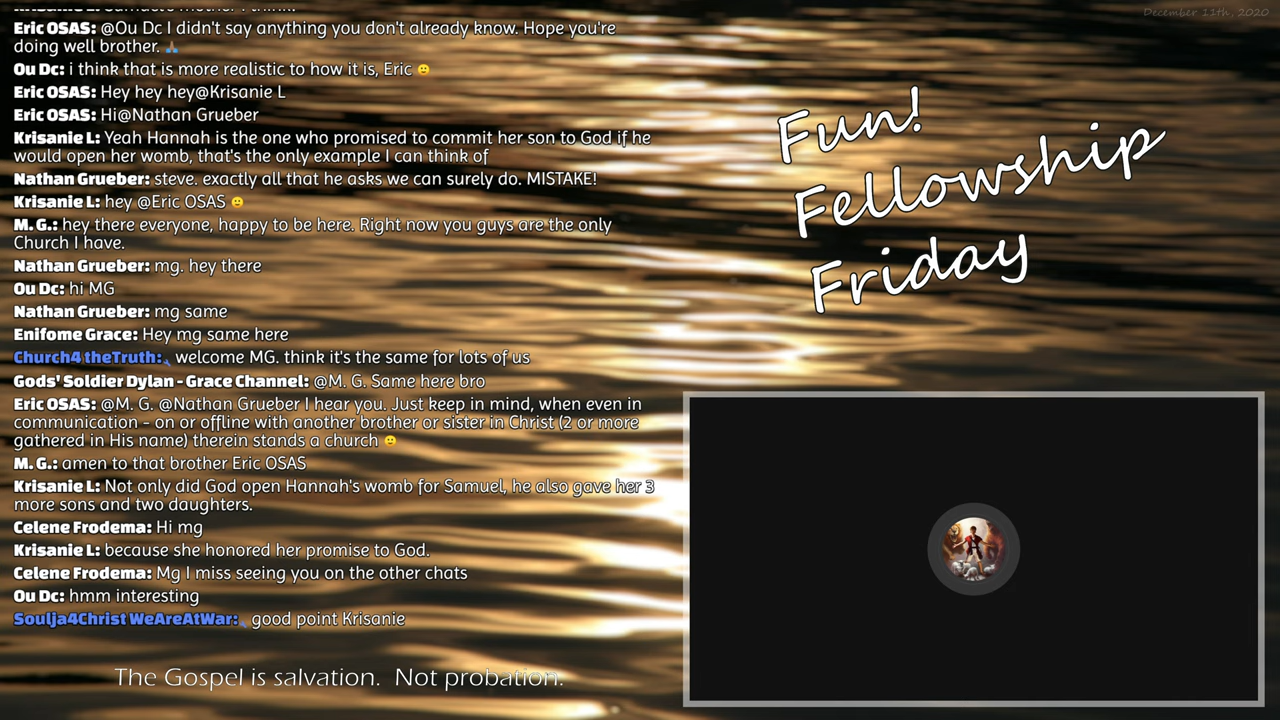 Krisanie L: Samuel's mother I think.
December 11th, 2020
Eric OSAS: @Ou Dc I didn't say anything you don't already know. Hope you're
doing well brother. 🙏
Ou Dc: i think that is more realistic to how it is, Eric 🙂
Eric OSAS: Hey hey hey@Krisanie L
Eric OSAS: Hi@Nathan Grueber
Krisanie L: Yeah Hannah is the one who promised to commit her son to God if he
would open her womb, that's the only example I can think of
Nathan Grueber: steve. exactly all that he asks we can surely do. MISTAKE!
Krisanie L: hey @Eric OSAS 🙂
M. G.: hey there everyone, happy to be here. Right now you guys are the only
Church I have.
Nathan Grueber: mg. hey there
Ou Dc: hi MG
Nathan Grueber: mg same
Enifome Grace: Hey mg same here
Church4 theTruth: welcome MG. think it's the same for lots of us
Gods' Soldier Dylan - Grace Channel: @M. G. Same here bro
Eric OSAS: @M. G. @Nathan Grueber I hear you. Just keep in mind, when even in
communication - on or offline with another brother or sister in Christ (2 or more
gathered in His name) therein stands a church 🙂
M. G.: amen to that brother Eric OSAS
Krisanie L: Not only did God open Hannah's womb for Samuel, he also gave her 3
more sons and two daughters.
Celene Frodema: Hi mg
Krisanie L: because she honored her promise to God.
Celene Frodema: Mg I miss seeing you on the other chats
Ou Dc: hmm interesting
Soulja4Christ WeAreAtWar: good point Krisanie
The Gospel is salvation.  Not probation.
Fun!
Fellowship
Friday